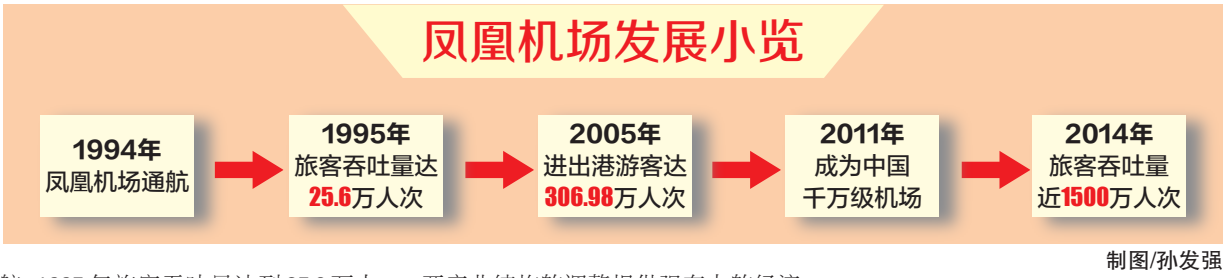 凤凰机场发展小览
1994年
凤凰机场通航
1995年
旅客吞吐量达
25.6万人次
2005年
进出港游客达
306.98万人次
2011年
成为中国
千万级机场
2014年
旅客吞吐量
近1500万人次
制图/孙发强